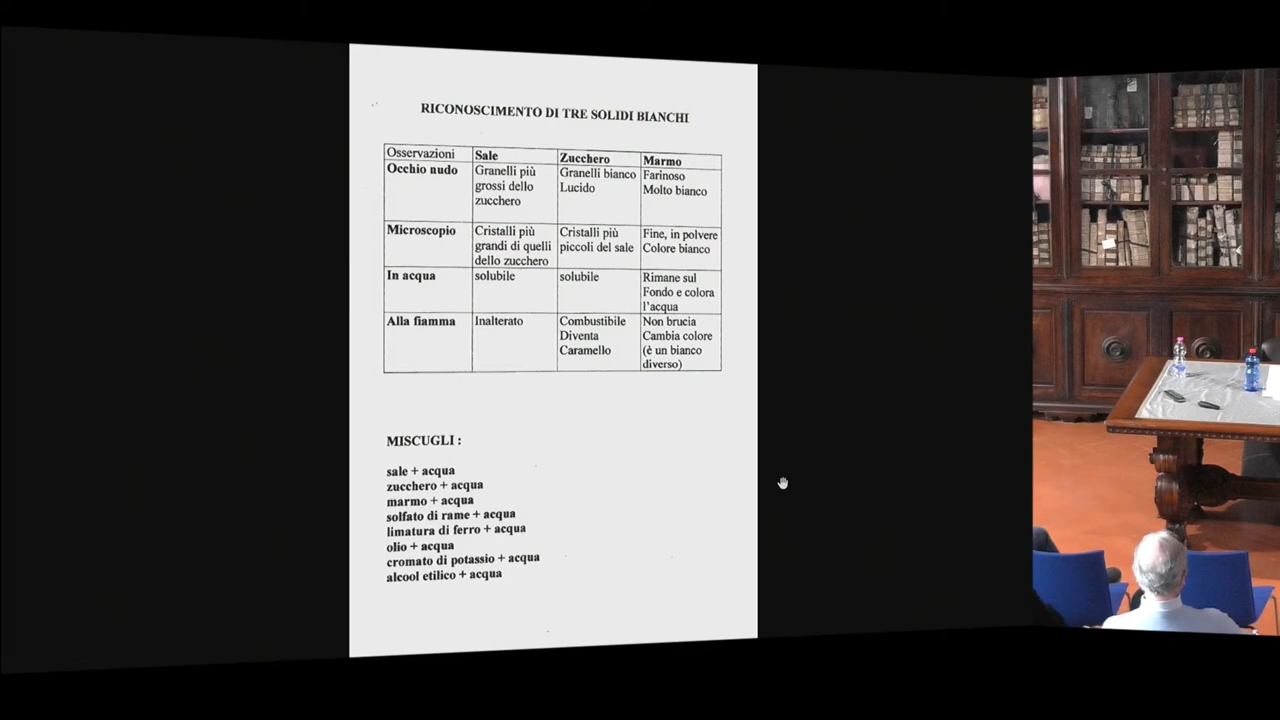 RICONOSCIMENTO DI TRE SOLIDI BIANCHI
Osservazioni Sale Zucchero Marmo
Occhio nudo Granelli più Granelli bianco Farinoso
grossi dello Lucido Molto bianco
zucchero
Microscopio Cristalli più Cristalli più Fine, in polvere
grandi di quelli piccoli del sale Colore bianco
dello zucchero
In acqua solubile solubile Rimane sul
Fondo e colora
l'acqua
Alla fiamma Inalterato Combustibile Non brucia
Diventa Cambia colore
Caramello (è un bianco
diverso)
MISCUGLI :
sale + acqua
zucchero + acqua
marmo + acqua
solfato di rame + acqua
limatura di ferro + acqua
olio + acqua
cromato di potassio + acqua
alcool etilico + acqua